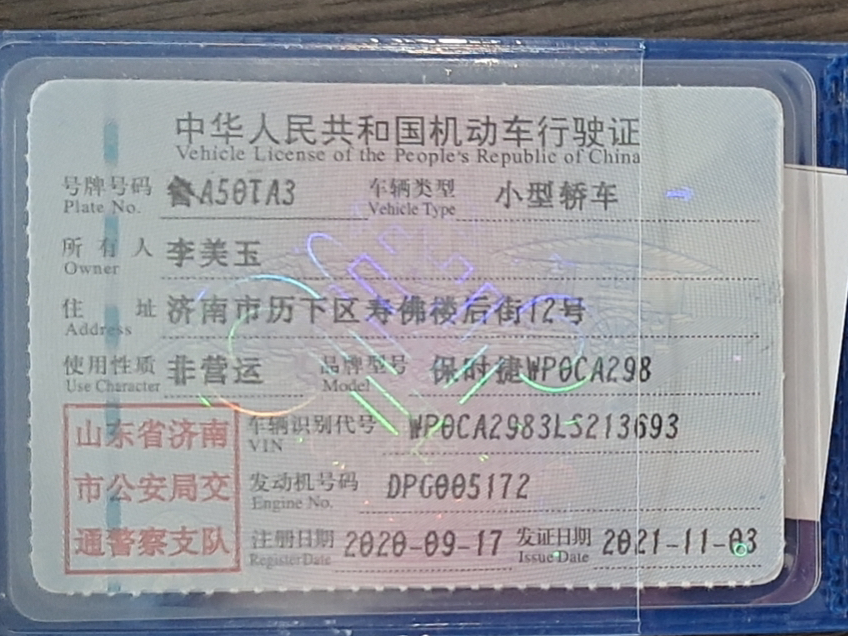 中华人民共和国机动车行驶证
Vehicle License of the People's Republic of China
号牌号码 鲁A50TA3 车辆类型 小型轿车
Plate No. Vehicle Type
所有人 李美玉
Owner
住址 济南市历下区寿佛楼后街12号
Address
使用性质 非营运 品牌型号 保时捷WP0CA298
Use Character Model
山东省济南 车辆识别代号 WP0CA2983LS213693
VIN
市公安局交 发动机号码 DPG005172
Engine No.
通警察支队 注册日期 2020-09-17 发证日期 2021-11-03
Register Date Issue Date